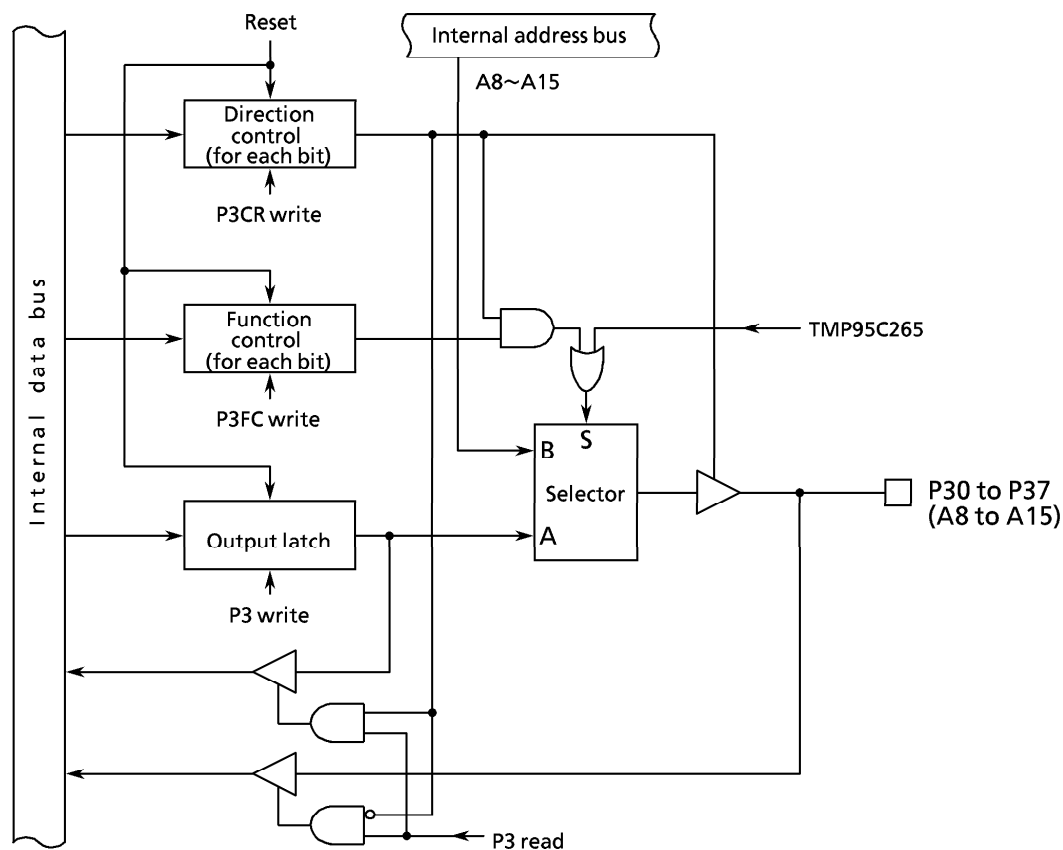 Reset
Internal address bus
A8~A15
Direction
control
(for each bit)
P3CR write
Internal data bus
Function
control
(for each bit)
TMP95C265
P3FC write
S
B
Selector
P30 to P37
(A8 to A15)
A
Output latch
P3 write
P3 read